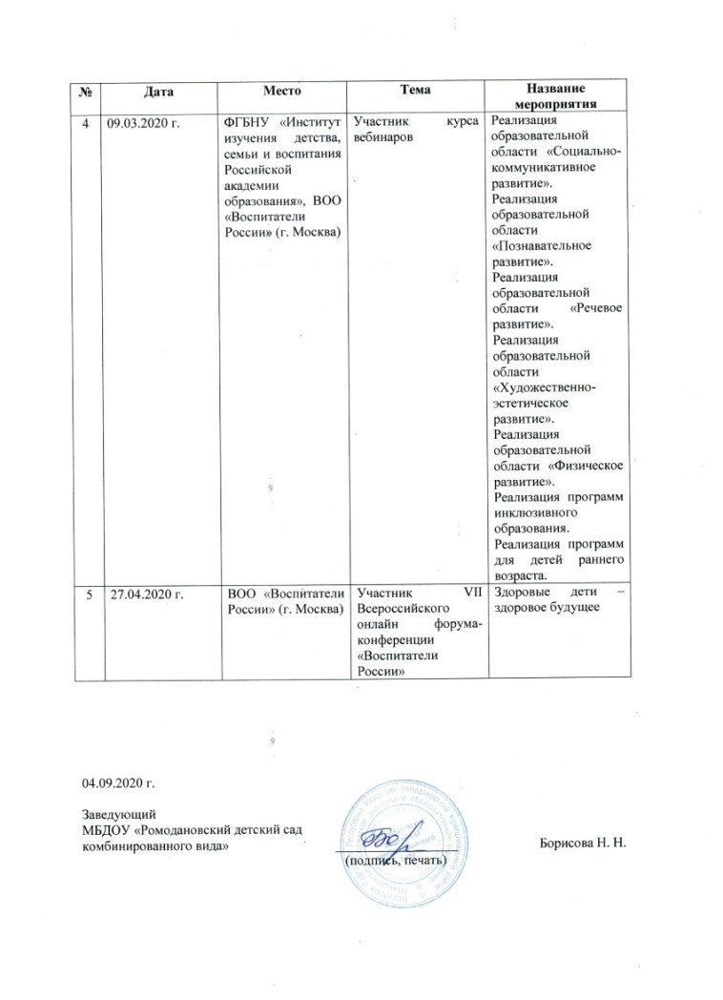 № Дата Место Тема Название
мероприятия
4 09.03.2020 г. ФГБНУ «Институт
изучения детства,
семьи и воспитания
Российской
академии
образования», ВОО
«Воспитатели
России» (г. Москва)
Участник курса
вебинаров
Реализация
образовательной
области «Социально-
коммуникативное
развитие».
Реализация
образовательной
области
«Познавательное
развитие».
Реализация
образовательной
области «Речевое
развитие».
Реализация
образовательной
области
«Художественно-
эстетическое
развитие».
Реализация
образовательной
области «Физическое
развитие».
Реализация программ
инклюзивного
образования.
Реализация программ
для детей раннего
возраста.
5 27.04.2020 г. ВОО «Воспитатели
России» (г. Москва)
Участник VII
Всероссийского
онлайн форума-
конференции
«Воспитатели
России»
Здоровые дети –
здоровое будущее
04.09.2020 г.
Заведующий
МБДОУ «Ромодановский детский сад
комбинированного вида»
Борисова Н. Н.
(подпись, печать)